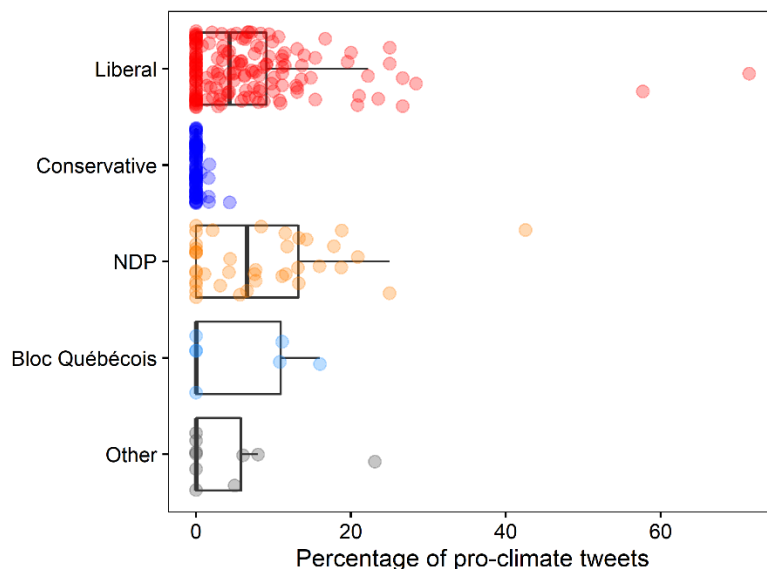 Liberal
Conservative
NDP
Bloc Québécois
Other
0 20 40 60
Percentage of pro-climate tweets